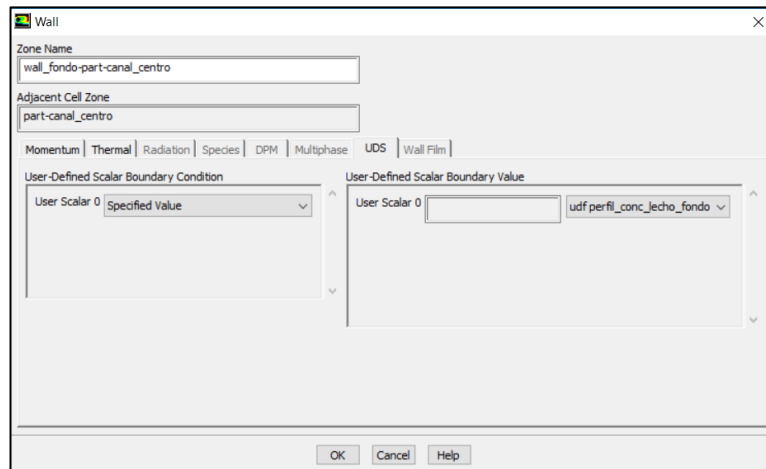 Wall
Zone Name
wall_fondo-part-canal_centro
Adjacent Cell Zone
part-canal_centro
Momentum Thermal Radiation Species DPM Multiphase UDS Wall Film
User-Defined Scalar Boundary Condition
User-Defined Scalar Boundary Value
User Scalar 0 Specified Value
User Scalar 0 udf perfil_conc_lecho_fondo
OK Cancel Help